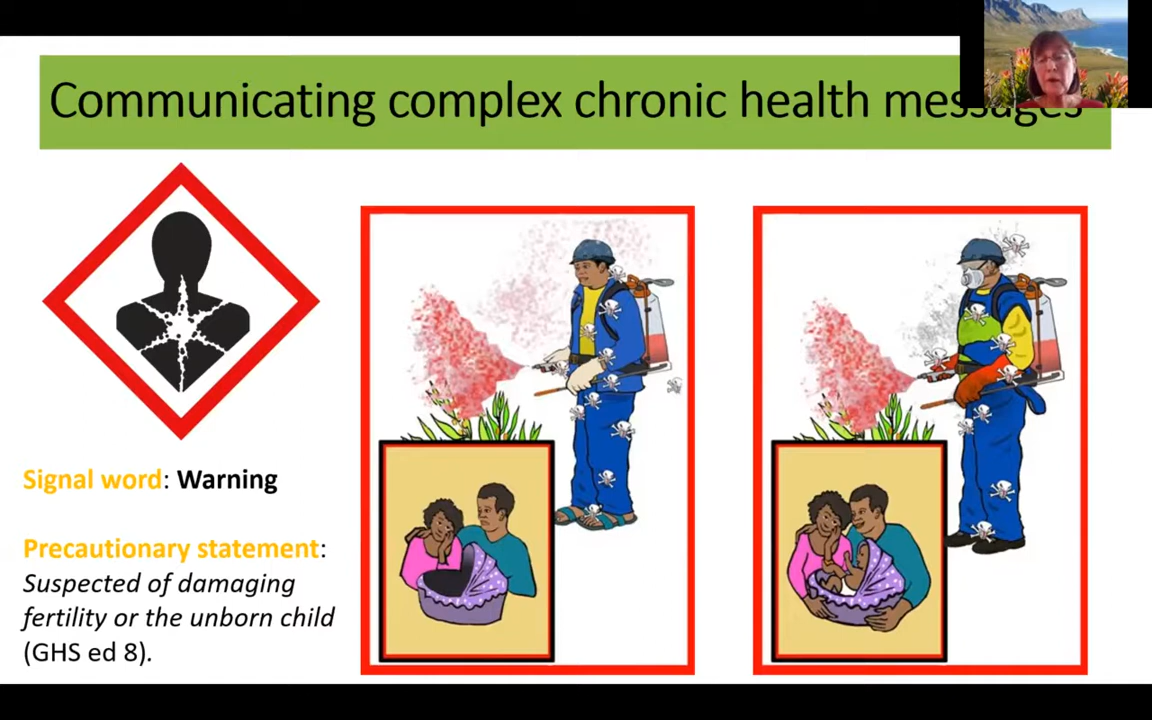 Communicating complex chronic health messages
Signal word: Warning
Precautionary statement:
Suspected of damaging
fertility or the unborn child
(GHS ed 8).